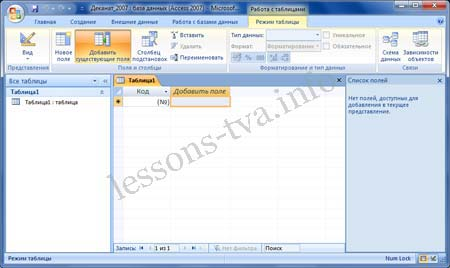 Деканат_2007 : база данных (Access 2007) - Microsoft...
Работа с таблицами
Главная
Создание
Внешние данные
Работа с базами данных
Режим таблицы
Вид
Новое поле
Добавить существующие поля
Столбец подстановок
Вставить
Удалить
Переименовать
Тип данных:
Формат: Форматирование
Уникальное
Обязательное
Схема данных
Зависимости объектов
Представления
Поля и столбцы
Форматирование и тип данных
Связи
Все таблицы
Таблица1
Таблица1 : таблица
Таблица1
Код
Добавить поле
(№)
Список полей
Нет полей, доступных для
добавления в текущее
представление.
lessons-tva.info
Запись: 1 из 1
Нет фильтра
Поиск
Режим таблицы
Num Lock